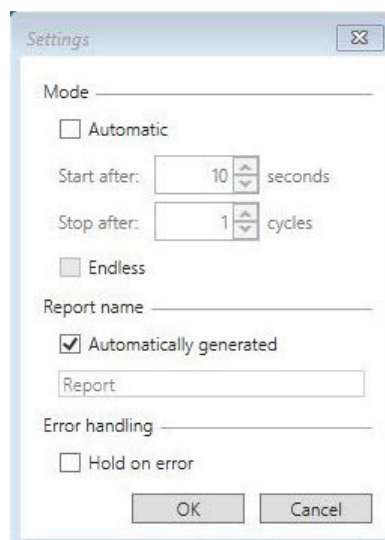 Settings
Mode
Automatic
Start after: 10 seconds
Stop after: 1 cycles
Endless
Report name
Automatically generated
Report
Error handling
Hold on error
OK Cancel